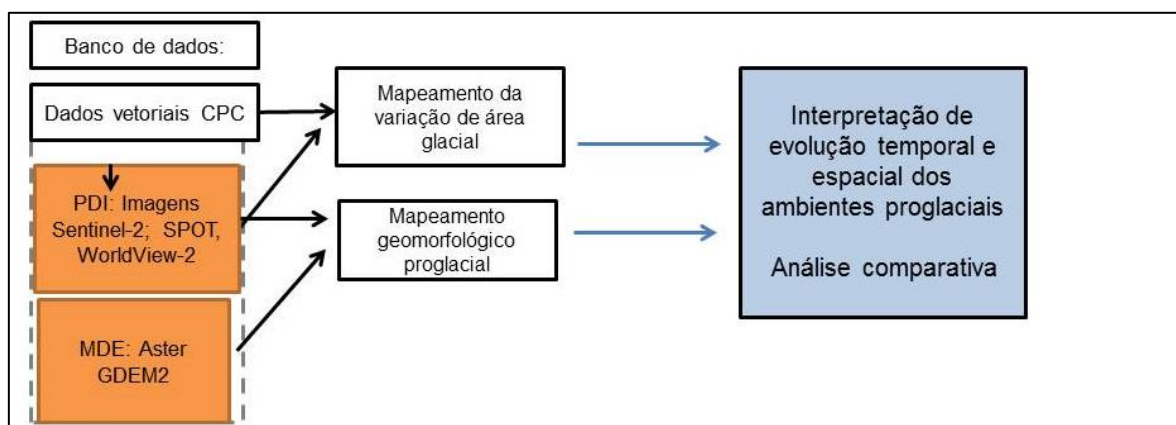 Banco de dados:
Dados vetoriais CPC
PDI: Imagens
Sentinel-2; SPOT,
WorldView-2
MDE: Aster
GDEM2
Mapeamento da
variação de área
glacial
Mapeamento
geomorfológico
proglacial
Interpretação de
evolução temporal e
espacial dos
ambientes proglaciais
Análise comparativa